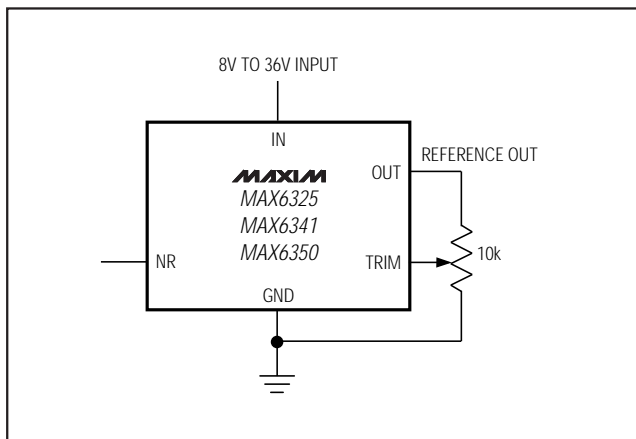 8V TO 36V INPUT
IN
REFERENCE OUT
MAXIM
OUT
MAX6325
MAX6341
MAX6350
NR
TRIM
10k
GND